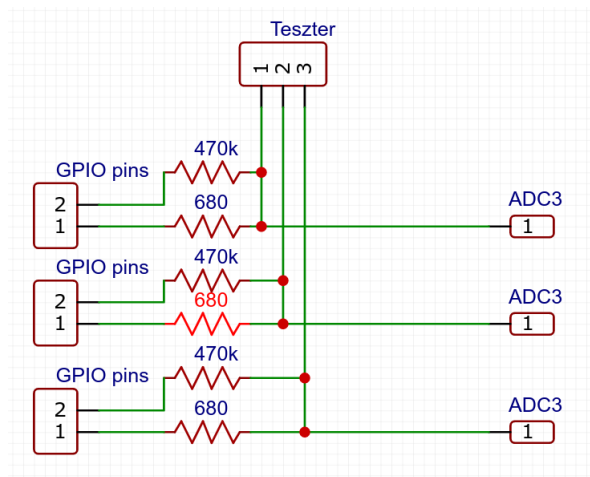 Teszter
1 2 3
470k
GPIO pins
680
ADC3
2
1
1
470k
GPIO pins
680
ADC3
2
1
1
470k
GPIO pins
680
ADC3
2
1
1